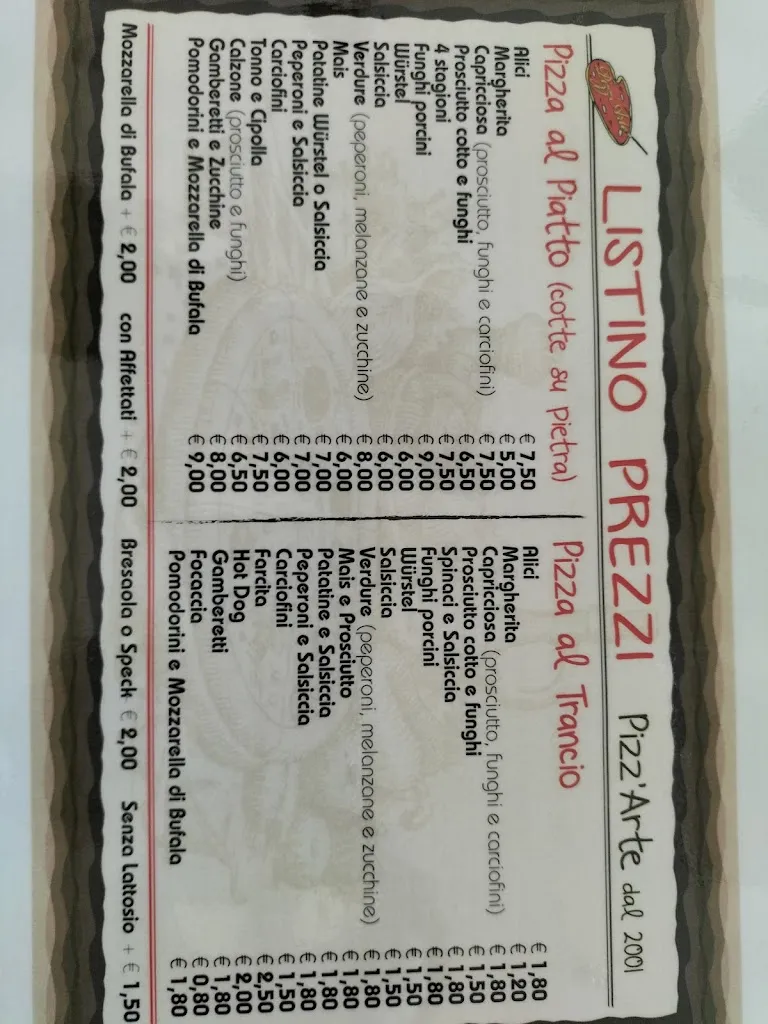 LISTINO PREZZI Pizz'Arte dal 2001
Pizza al Piatto (cotte su pietra)
Alici € 7,50
Margherita € 5,00
Capricciosa (prosciutto, funghi e carciofini) € 7,50
Prosciutto cotto e funghi € 6,50
4 stagioni € 7,50
Funghi porcini € 9,00
Würstel € 6,00
Salsiccia € 6,00
Verdure (peperoni, melanzane e zucchine) € 8,00
Mais € 6,00
Patatine Würstel o Salsiccia € 7,00
Peperoni e Salsiccia € 7,00
Carciofini € 6,00
Tonno e Cipolla € 7,50
Calzone (prosciutto e funghi) € 6,50
Gamberetti e Zucchine € 8,00
Pomodorini e Mozzarella di Bufala € 9,00
Pizza al Trancio
Alici € 1,80
Margherita € 1,20
Capricciosa (prosciutto, funghi e carciofini) € 1,80
Prosciutto cotto e funghi € 1,50
Spinaci e Salsiccia € 1,80
Funghi porcini € 1,80
Würstel € 1,50
Salsiccia € 1,50
Verdure (peperoni, melanzane e zucchine) € 1,80
Mais e Prosciutto € 1,80
Patatine e Salsiccia € 1,80
Peperoni e Salsiccia € 1,80
Carciofini € 1,50
Farcita € 2,50
Hot Dog € 2,00
Gamberetti € 1,80
Focaccia € 0,80
Pomodorini e Mozzarella di Bufala € 1,80
Mozzarella di Bufala + € 2,00 con Affettati + € 2,00 Bresaola o Speck € 2,00 Senza Lattosio + € 1,50